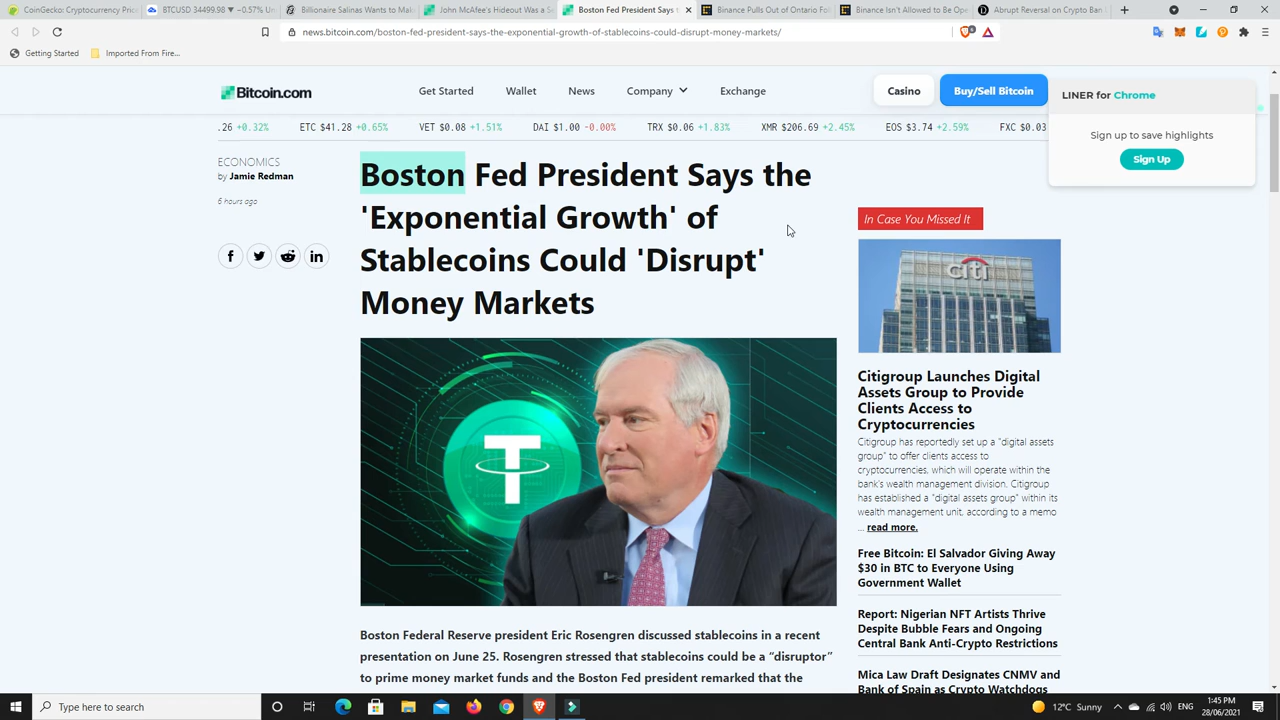 CoinGecko: Cryptocurrency Pric
BTCUSD 34499.98 ▼ −0.57% Un
Billionaire Salinas Wants to Make
John McAfee's Hideout Was a S
Boston Fed President Says t
Binance Pulls Out of Ontario Fol
Binance Isn't Allowed to Be Ope
Abrupt Reversal on Crypto Ban
news.bitcoin.com/boston-fed-president-says-the-exponential-growth-of-stablecoins-could-disrupt-money-markets/
Getting Started
Imported From Fire...
Bitcoin.com
Get Started
Wallet
News
Company
Exchange
Casino
Buy/Sell Bitcoin
LINER for Chrome
Sign up to save highlights
Sign Up
.26 +0.32% ETC $41.28 +0.65% VET $0.08 +1.51% DAI $1.00 -0.00% TRX $0.06 +1.83% XMR $206.69 +2.45% EOS $3.74 +2.59% FXC $0.03
ECONOMICS
by Jamie Redman
6 hours ago
Boston Fed President Says the
'Exponential Growth' of
Stablecoins Could 'Disrupt'
Money Markets
Boston Federal Reserve president Eric Rosengren discussed stablecoins in a recent
presentation on June 25. Rosengren stressed that stablecoins could be a “disruptor”
to prime money market funds and the Boston Fed president remarked that the
In Case You Missed It
citi
Citigroup Launches Digital
Assets Group to Provide
Clients Access to
Cryptocurrencies
Citigroup has reportedly set up a "digital assets
group" to offer clients access to
cryptocurrencies, which will operate within the
bank's wealth management division. Citigroup
has established a "digital assets group" within its
wealth management unit, according to a memo
... read more.
Free Bitcoin: El Salvador Giving Away
$30 in BTC to Everyone Using
Government Wallet
Report: Nigerian NFT Artists Thrive
Despite Bubble Fears and Ongoing
Central Bank Anti-Crypto Restrictions
Mica Law Draft Designates CNMV and
Bank of Spain as Crypto Watchdogs
Type here to search
12°C Sunny
ENG
1:45 PM
28/06/2021